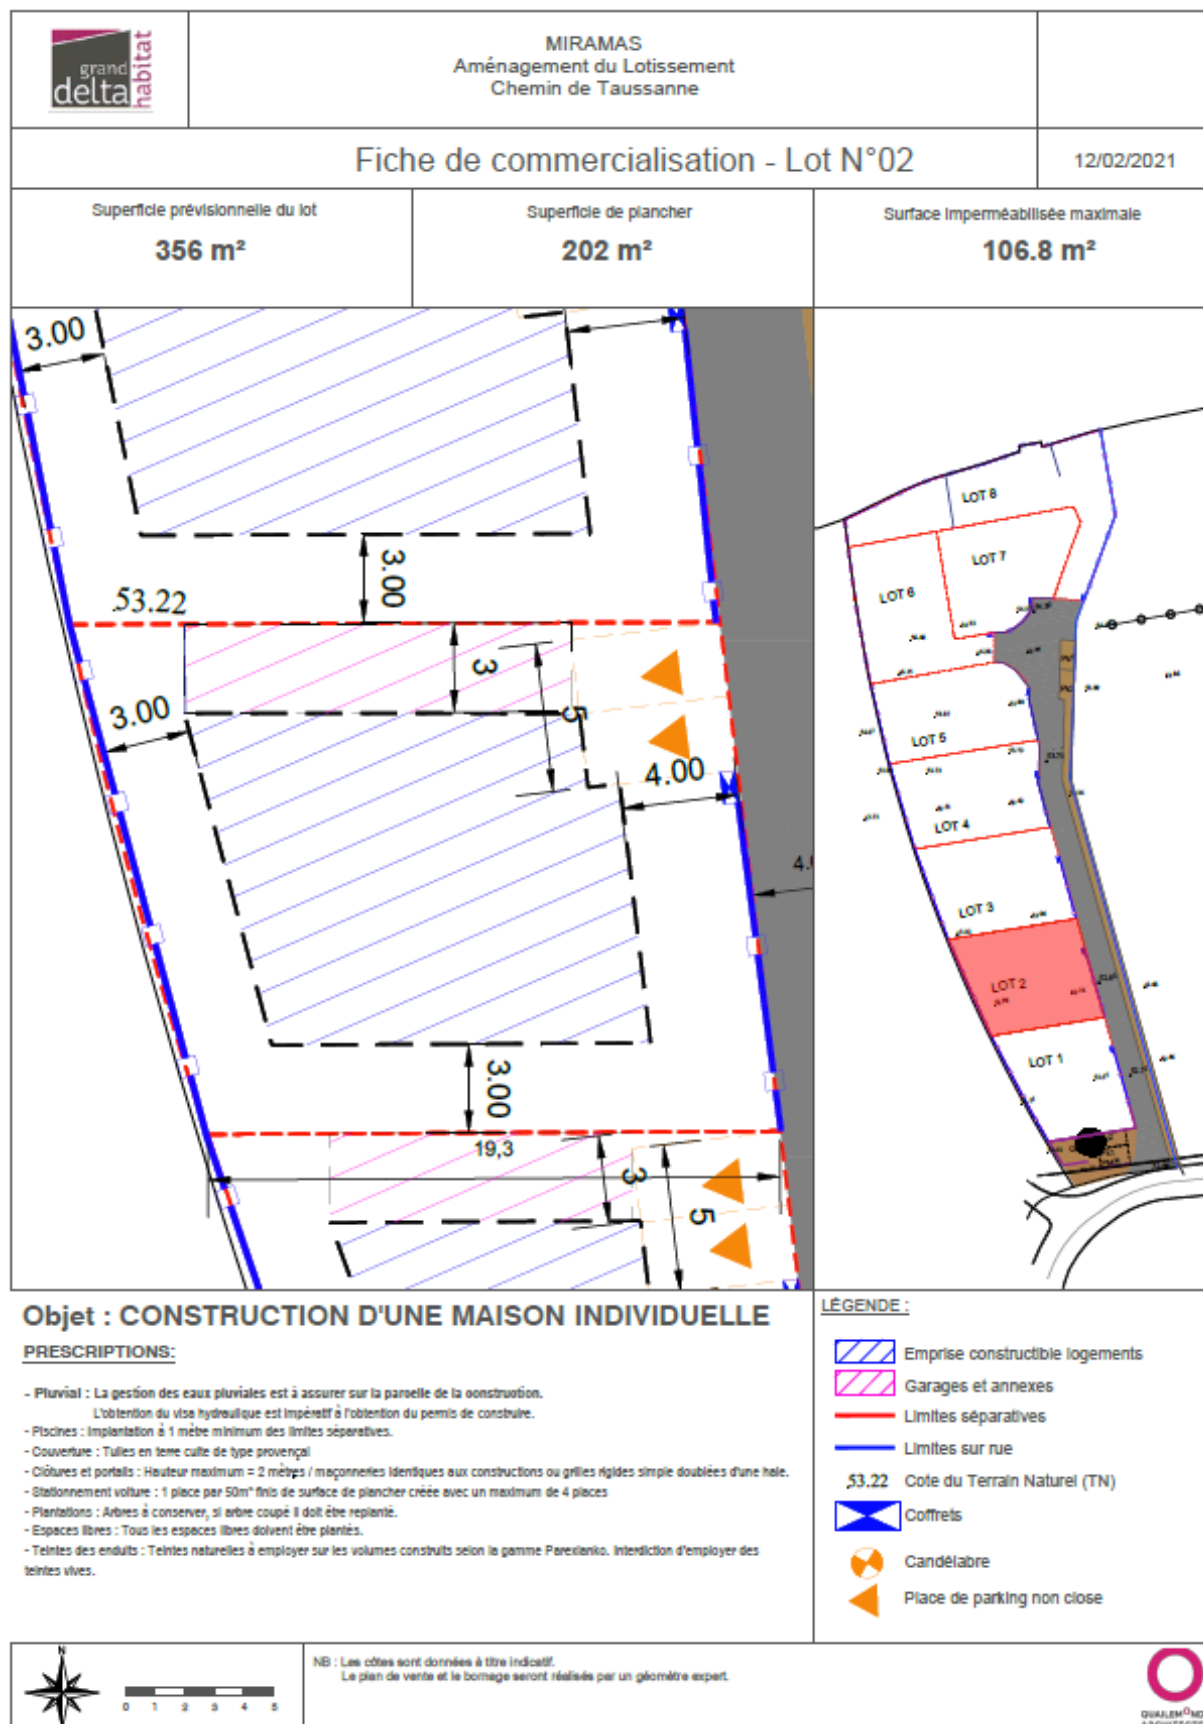 grand
delta
habitat
MIRAMAS
Aménagement du Lotissement
Chemin de Taussanne
Fiche de commercialisation - Lot N°02
12/02/2021
Superficie prévisionnelle du lot
356 m²
Superficie de plancher
202 m²
Surface imperméabilisée maximale
106.8 m²
3.00
3.00
53.22
3
5
3.00
4.00
3.00
19,3
3
5
LOT 8
LOT 7
LOT 6
LOT 5
LOT 4
LOT 3
LOT 2
LOT 1
Objet : CONSTRUCTION D'UNE MAISON INDIVIDUELLE
PRESCRIPTIONS:
- Pluvial : La gestion des eaux pluviales est à assurer sur la parcelle de la construction.
L'obtention du visa hydraulique est impératif à l'obtention du permis de construire.
- Piscines : Implantation à 1 mètre minimum des limites séparatives.
- Couverture : Tuiles en terre cuite de type provençal
- Clôtures et portails : Hauteur maximum = 2 mètres / maçonneries identiques aux constructions ou grilles rigides simple doublées d'une haie.
- Stationnement voiture : 1 place par 50m² finis de surface de plancher créée avec un maximum de 4 places
- Plantations : Arbres à conserver, si arbre coupé il doit être replanté.
- Espaces libres : Tous les espaces libres doivent être plantés.
- Teintes des enduits : Teintes naturelles à employer sur les volumes construits selon la gamme Parexlanko. Interdiction d'employer des
teintes vives.
LÉGENDE :
Emprise constructible logements
Garages et annexes
Limites séparatives
Limites sur rue
53.22 Cote du Terrain Naturel (TN)
Coffrets
Candélabre
Place de parking non close
N
0 1 2 3 4 5
NB : Les côtes sont données à titre indicatif.
Le plan de vente et le bornage seront réalisés par un géomètre expert.